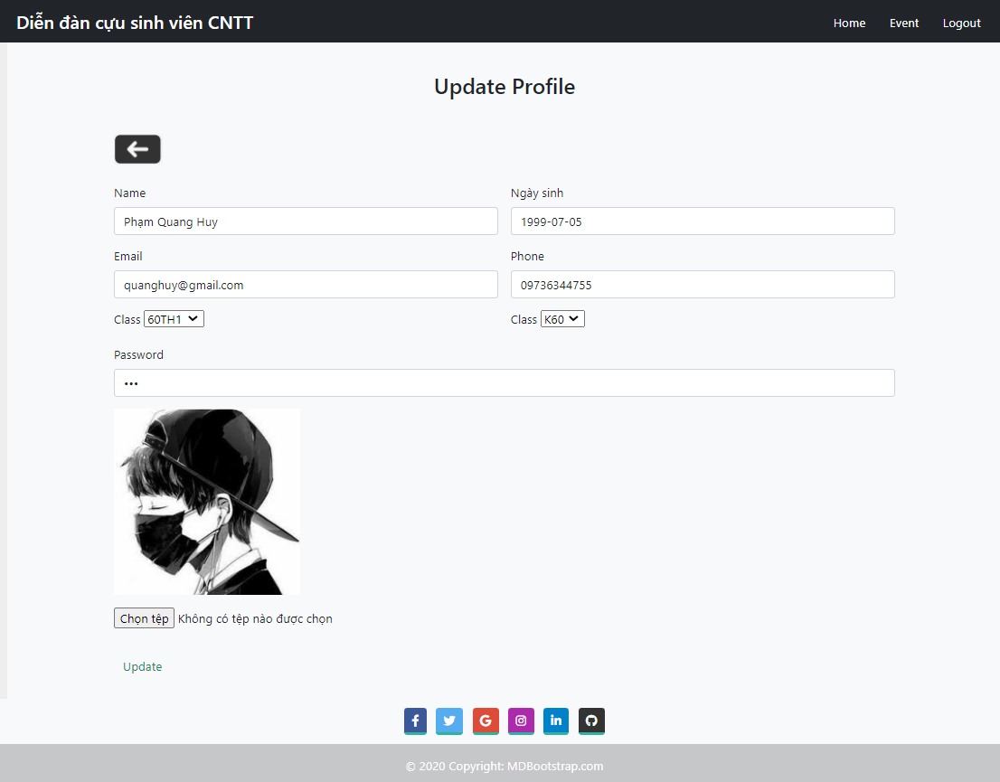 Diễn đàn cựu sinh viên CNTT
Home Event Logout
Update Profile
Name
Ngày sinh
Phạm Quang Huy
1999-07-05
Email
Phone
quanghuy@gmail.com
09736344755
Class 60TH1
Class K60
Password
•••
Chọn tệp Không có tệp nào được chọn
Update
© 2020 Copyright: MDBootstrap.com